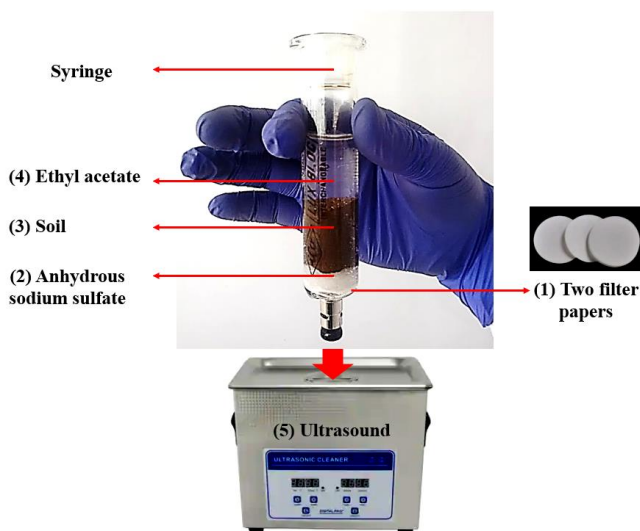 Syringe
(4) Ethyl acetate
(3) Soil
(2) Anhydrous
sodium sulfate
(1) Two filter
papers
(5) Ultrasound
ULTRASONIC CLEANER